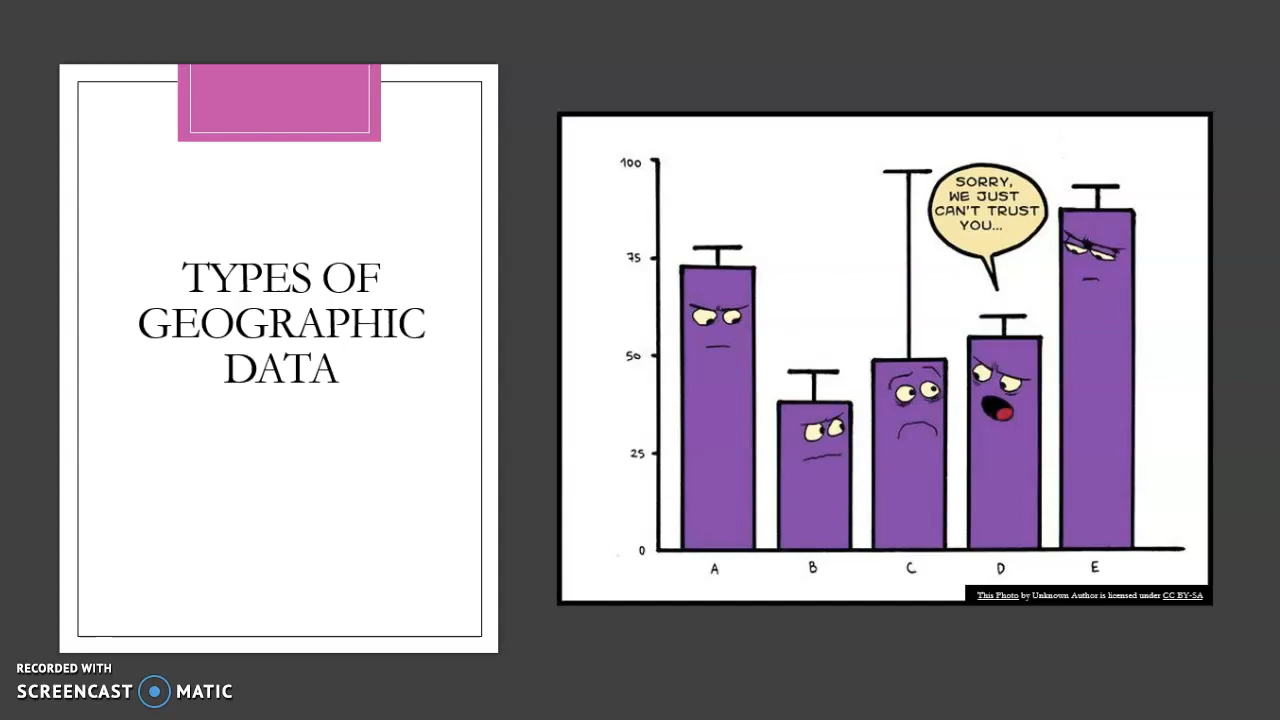 TYPES OF
GEOGRAPHIC
DATA
100
75
50
25
0
SORRY,
WE JUST
CAN'T TRUST
YOU...
A B C D E
This Photo by Unknown Author is licensed under CC BY-SA
RECORDED WITH
SCREENCAST MATIC